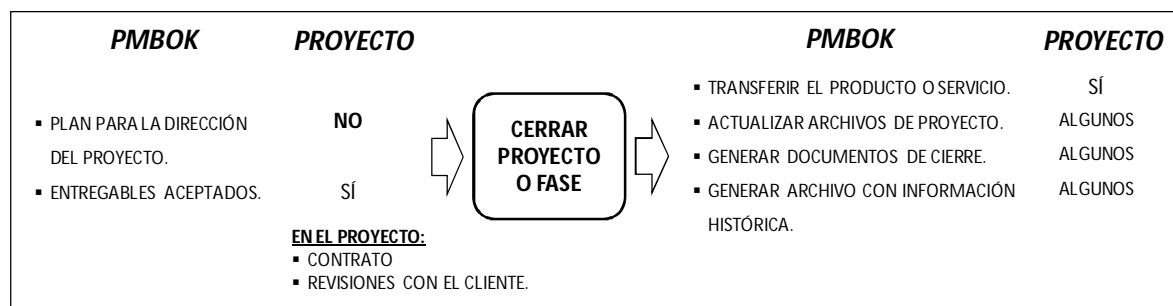 PMBOK PROYECTO
▪ PLAN PARA LA DIRECCIÓN DEL PROYECTO. NO
▪ ENTREGABLES ACEPTADOS. SÍ
EN EL PROYECTO:
▪ CONTRATO
▪ REVISIONES CON EL CLIENTE.
CERRAR
PROYECTO
O FASE
PMBOK PROYECTO
▪ TRANSFERIR EL PRODUCTO O SERVICIO. SÍ
▪ ACTUALIZAR ARCHIVOS DE PROYECTO. ALGUNOS
▪ GENERAR DOCUMENTOS DE CIERRE. ALGUNOS
▪ GENERAR ARCHIVO CON INFORMACIÓN ALGUNOS
HISTÓRICA.